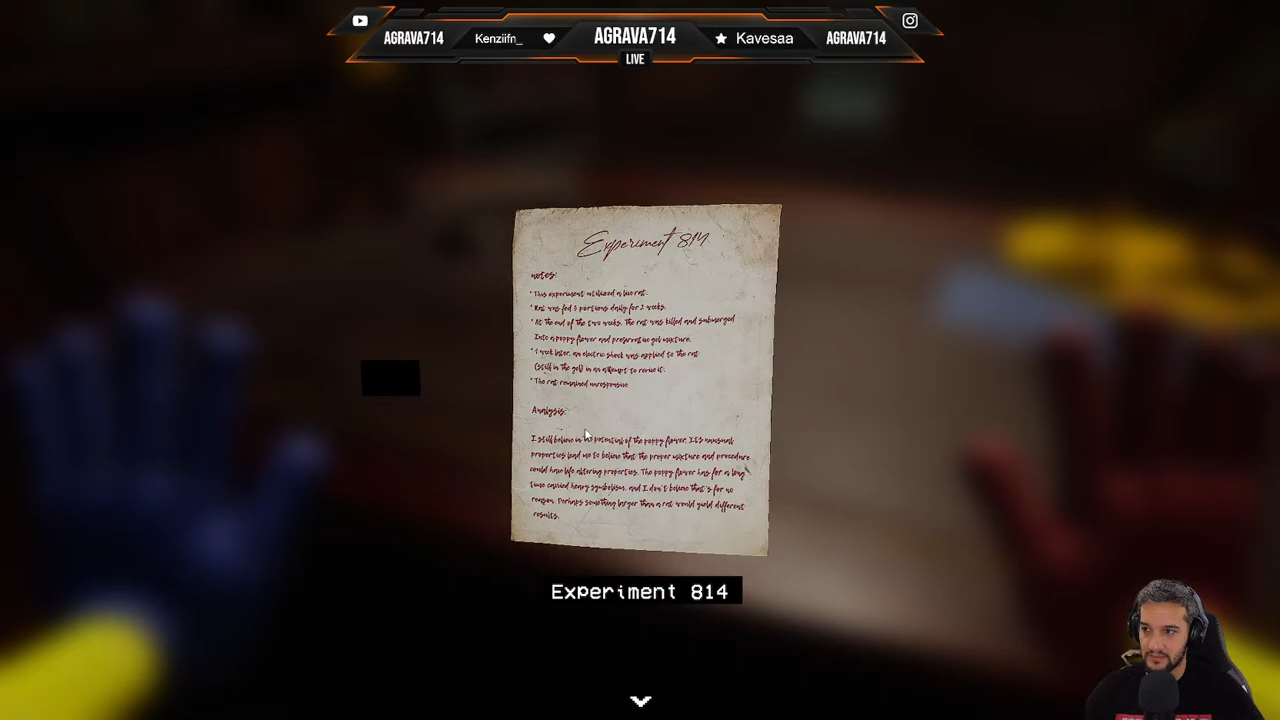 AGRAVA714
Kenziifn_
AGRAVA714
Kavesaa
AGRAVA714
LIVE
Experiment 814
notes:
* This experiment utilized a live rat.
* Rat was fed 3 portions daily for 2 weeks.
* At the end of the two weeks, the rat was killed and submerged
into a poppy flower and preservative gel mixture.
* 1 week later, an electric shock was applied to the rat
(still in the gel) in an attempt to revive it.
* The rat remained unresponsive
Analysis:
I still believe in potential of the poppy flower. It's unusual
properties lead me to believe that the proper mixture and procedure
could have life altering properties. The poppy flower has for a long
time carried heavy symbolism, and I don't believe that's for no
reason. Perhaps something larger than a rat would yield different
results.
Experiment 814